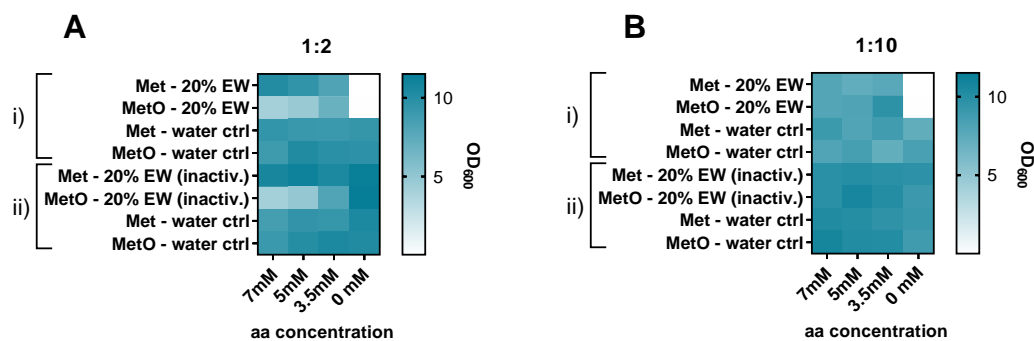 A
1:2
i)
Met - 20% EW
MetO - 20% EW
Met - water ctrl
MetO - water ctrl
ii)
Met - 20% EW (inactiv.)
MetO - 20% EW (inactiv.)
Met - water ctrl
MetO - water ctrl
7mM
5mM
3.5mM
0 mM
aa concentration
10
5
OD600
B
1:10
i)
Met - 20% EW
MetO - 20% EW
Met - water ctrl
MetO - water ctrl
ii)
Met - 20% EW (inactiv.)
MetO - 20% EW (inactiv.)
Met - water ctrl
MetO - water ctrl
7mM
5mM
3.5mM
0 mM
aa concentration
10
5
OD600